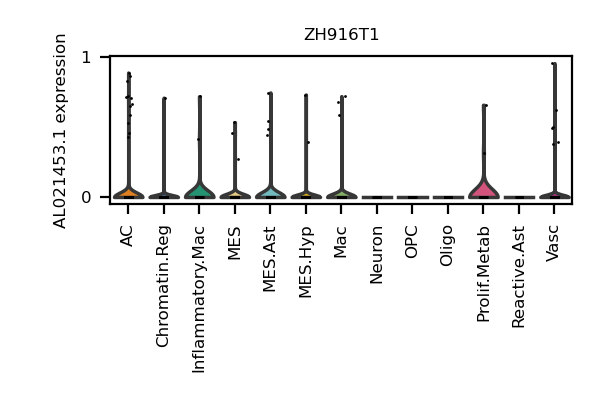 ZH916T1
AL021453.1 expression
1
0
AC
Chromatin.Reg
Inflammatory.Mac
MES
MES.Ast
MES.Hyp
Mac
Neuron
OPC
Oligo
Prolif.Metab
Reactive.Ast
Vasc